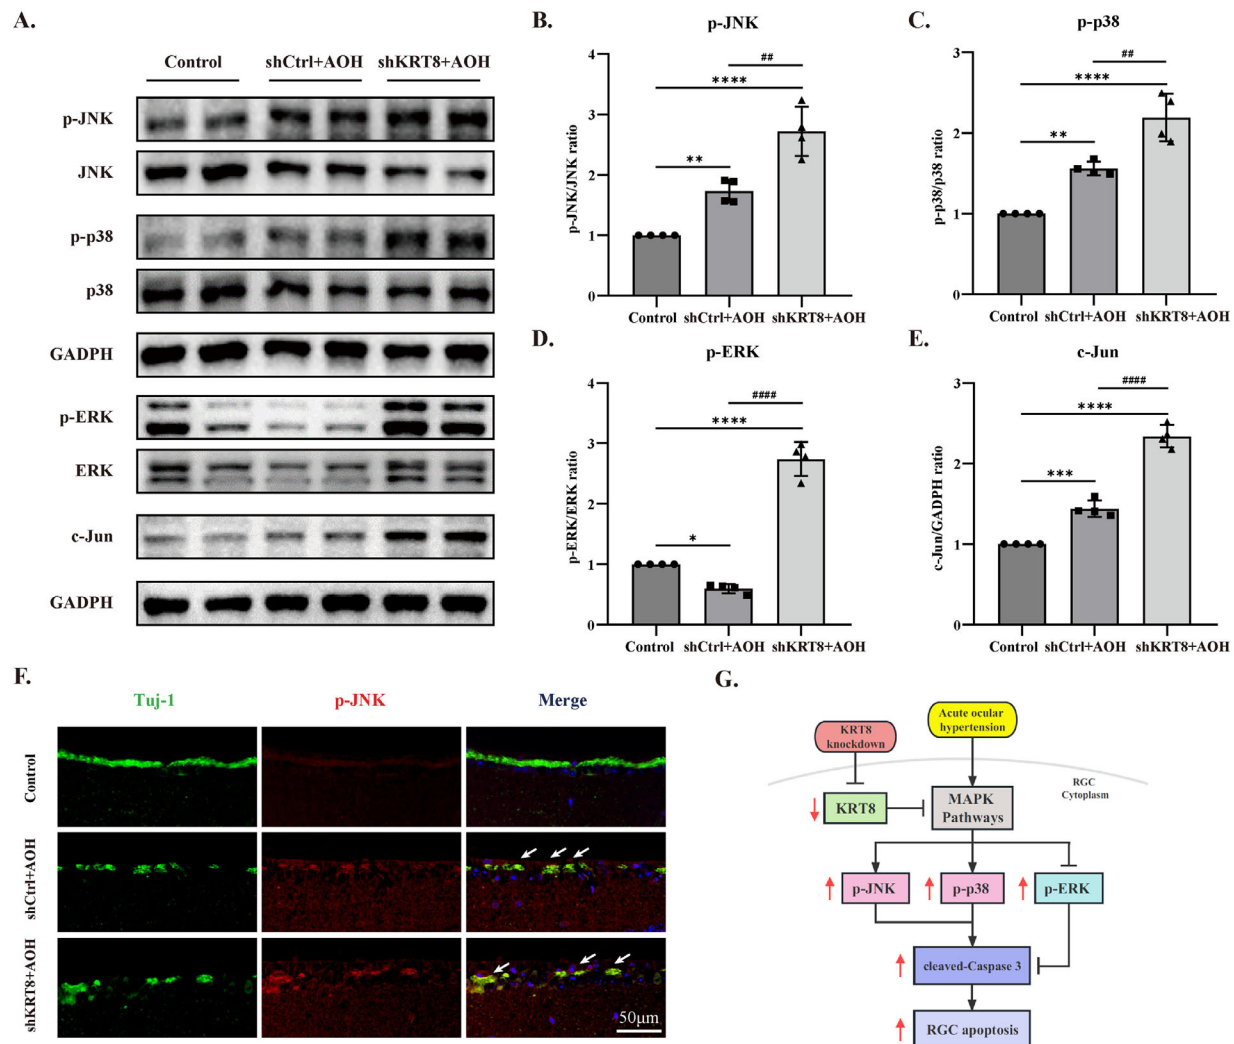 A.
Control shCtrl+AOH shKRT8+AOH
p-JNK
JNK
p-p38
p38
GADPH
p-ERK
ERK
c-Jun
GADPH
B.
p-JNK
p-JNK/JNK ratio
4
3
2
1
0
**
****
##
Control shCtrl+AOH shKRT8+AOH
C.
p-p38
p-p38/p38 ratio
3
2
1
0
**
****
##
Control shCtrl+AOH shKRT8+AOH
D.
p-ERK
p-ERK/ERK ratio
4
3
2
1
0
*
****
####
Control shCtrl+AOH shKRT8+AOH
E.
c-Jun
c-Jun/GADPH ratio
3
2
1
0
***
****
####
Control shCtrl+AOH shKRT8+AOH
F.
Tuj-1 p-JNK Merge
Control
shCtrl+AOH
shKRT8+AOH
50μm
G.
KRT8
knockdown
Acute ocular
hypertension
RGC
Cytoplasm
KRT8
MAPK
Pathways
p-JNK
p-p38
p-ERK
cleaved-Caspase 3
RGC apoptosis